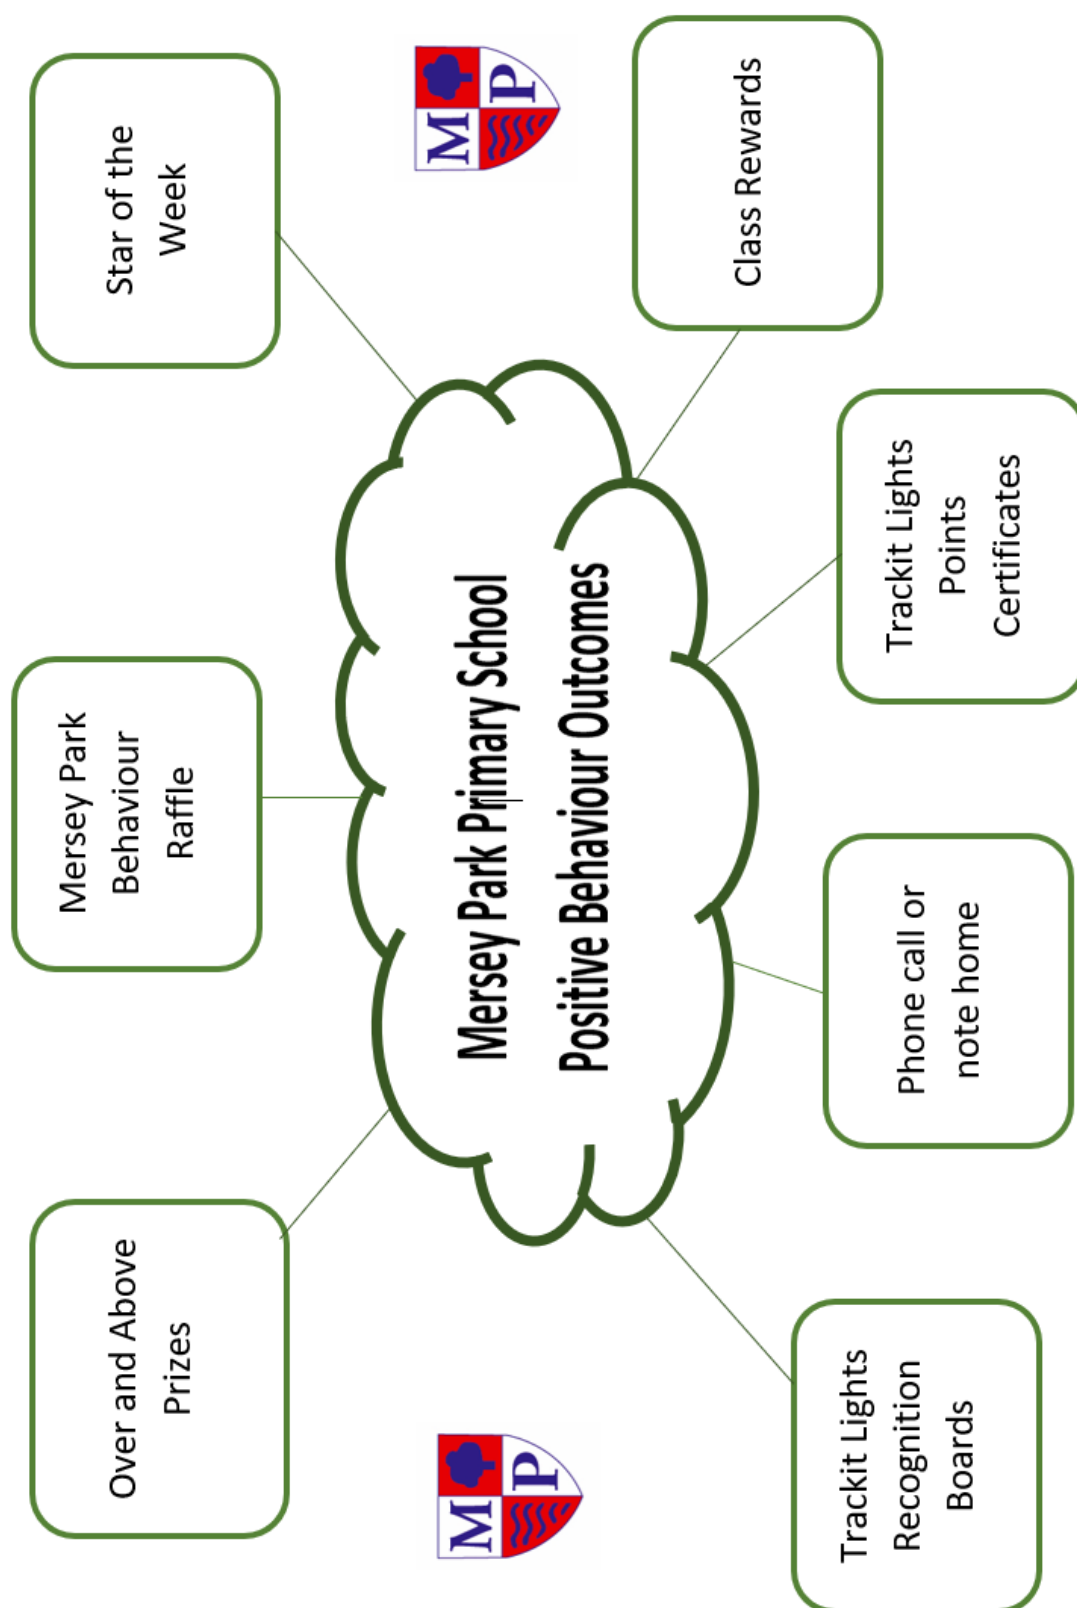 Over and Above
Prizes
Mersey Park
Behaviour
Raffle
Star of the
Week
M
P
Mersey Park Primary School
Positive Behaviour Outcomes
M
P
Trackit Lights
Recognition
Boards
Phone call or
note home
Trackit Lights
Points
Certificates
Class Rewards